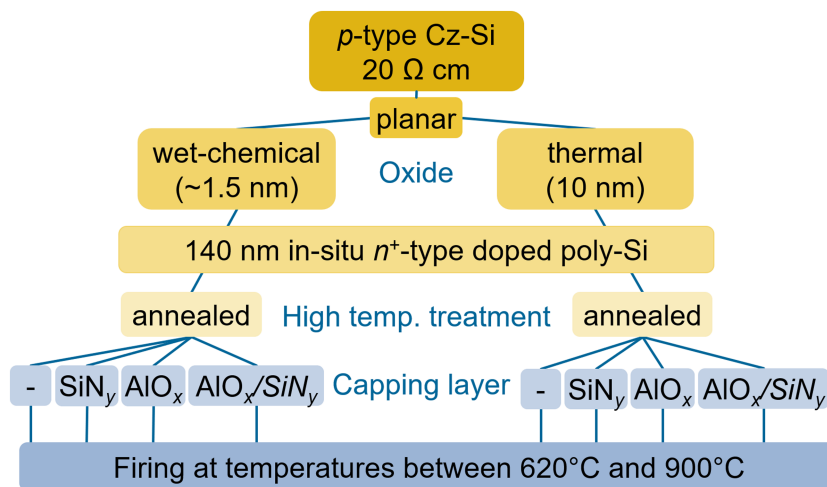 p-type Cz-Si
20 Ω cm
planar
wet-chemical
(~1.5 nm)
Oxide
thermal
(10 nm)
140 nm in-situ n⁺-type doped poly-Si
annealed
High temp. treatment
annealed
- SiNy AlOx AlOx/SiNy Capping layer - SiNy AlOx AlOx/SiNy
Firing at temperatures between 620°C and 900°C